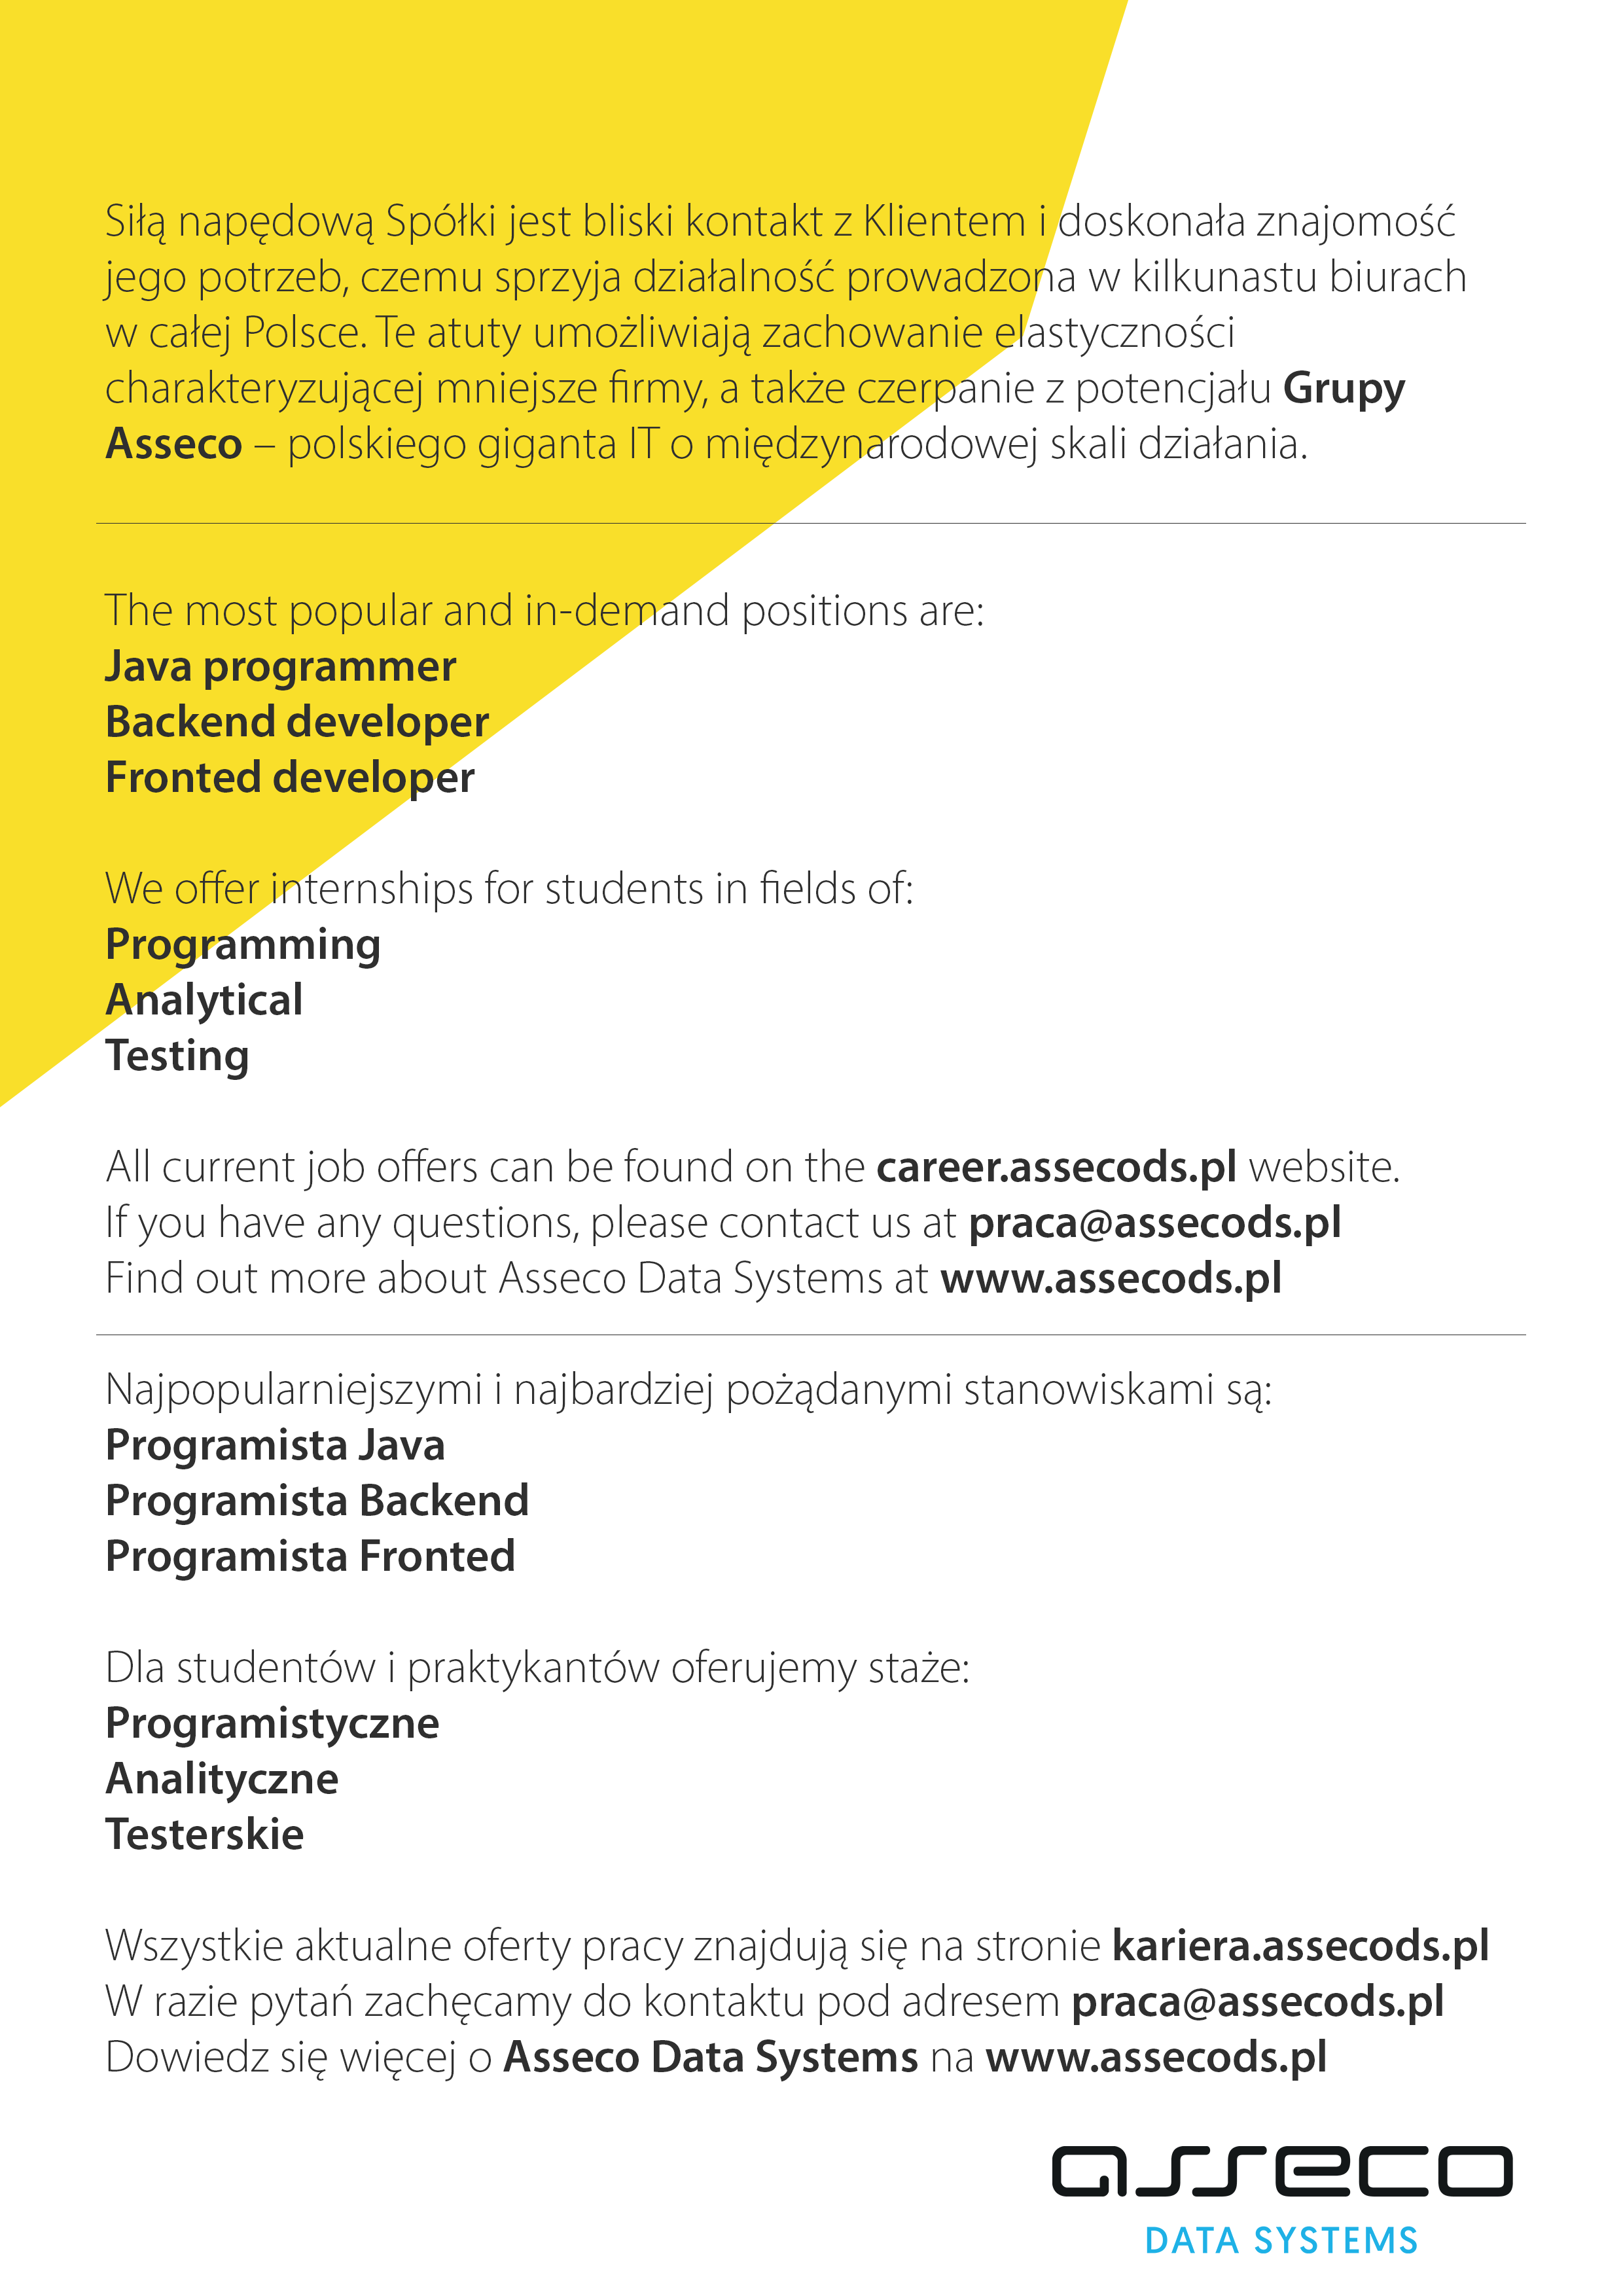 Siłą napędową Spółki jest bliski kontakt z Klientem i doskonała znajomość
jego potrzeb, czemu sprzyja działalność prowadzona w kilkunastu biurach
w całej Polsce. Te atuty umożliwiają zachowanie elastyczności
charakteryzującej mniejsze firmy, a także czerpanie z potencjału Grupy
Asseco – polskiego giganta IT o międzynarodowej skali działania.
The most popular and in-demand positions are:
Java programmer
Backend developer
Fronted developer
We offer internships for students in fields of:
Programming
Analytical
Testing
All current job offers can be found on the career.assecods.pl website.
If you have any questions, please contact us at praca@assecods.pl
Find out more about Asseco Data Systems at www.assecods.pl
Najpopularniejszymi i najbardziej pożądanymi stanowiskami są:
Programista Java
Programista Backend
Programista Fronted
Dla studentów i praktykantów oferujemy staże:
Programistyczne
Analityczne
Testerskie
Wszystkie aktualne oferty pracy znajdują się na stronie kariera.assecods.pl
W razie pytań zachęcamy do kontaktu pod adresem praca@assecods.pl
Dowiedz się więcej o Asseco Data Systems na www.assecods.pl
asseco
DATA SYSTEMS